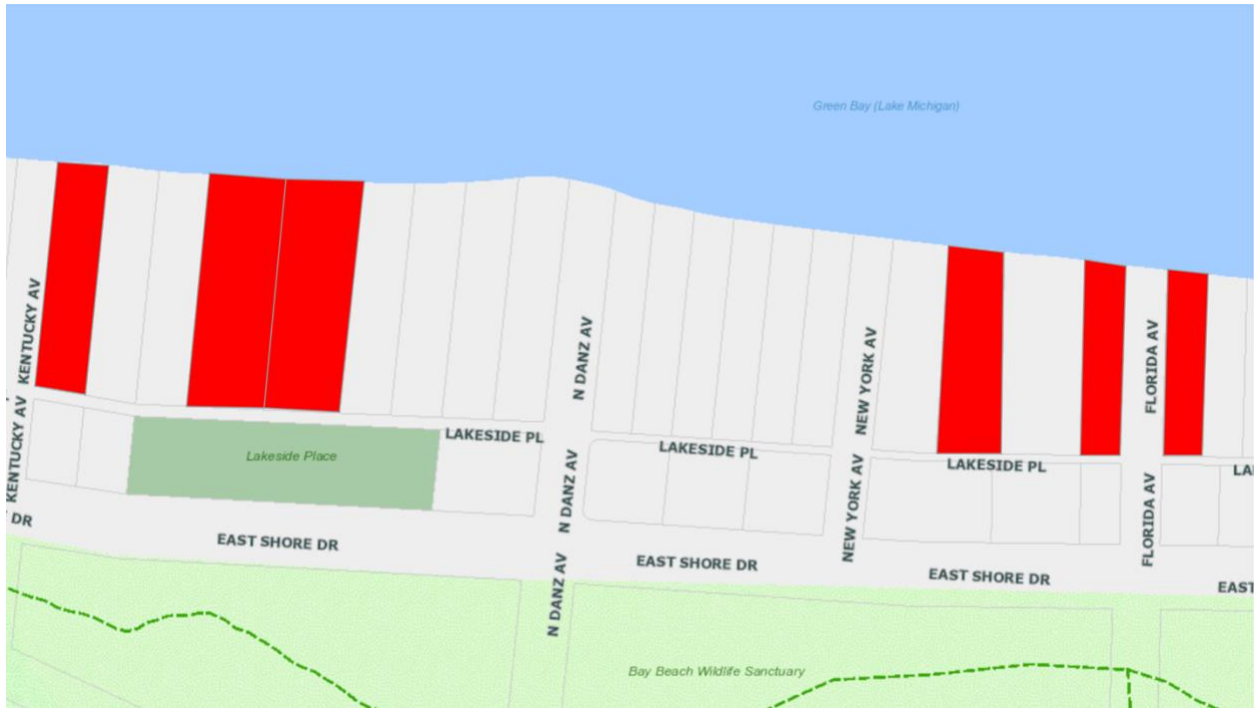 Green Bay (Lake Michigan)
KENTUCKY AV
N DANZ AV
NEW YORK AV
FLORIDA AV
KENTUCKY AV
LAKESIDE PL
Lakeside Place
LAKESIDE PL
LAKESIDE PL
LA
N DANZ AV
NEW YORK AV
FLORIDA AV
DR
EAST SHORE DR
EAST SHORE DR
EAST SHORE DR
EAST
N DANZ AV
Bay Beach Wildlife Sanctuary